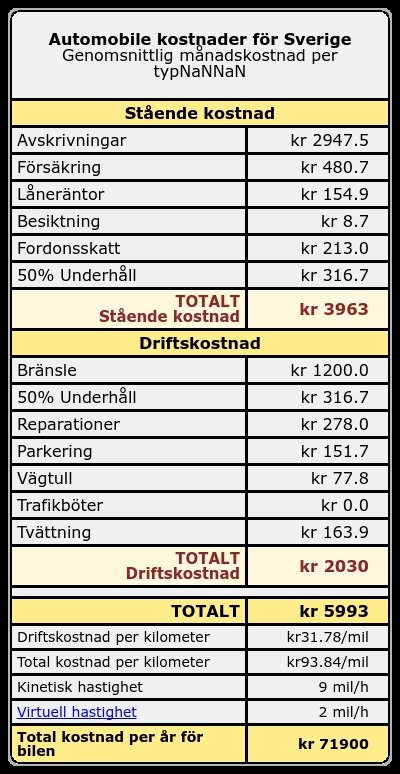 Automobile kostnader för Sverige
Genomsnittlig månadskostnad per
typNaNNaN
Stående kostnad
Avskrivningar kr 2947.5
Försäkring kr 480.7
Låneräntor kr 154.9
Besiktning kr 8.7
Fordonsskatt kr 213.0
50% Underhåll kr 316.7
TOTALT
Stående kostnad kr 3963
Driftskostnad
Bränsle kr 1200.0
50% Underhåll kr 316.7
Reparationer kr 278.0
Parkering kr 151.7
Vägtull kr 77.8
Trafikböter kr 0.0
Tvättning kr 163.9
TOTALT
Driftskostnad kr 2030
TOTALT kr 5993
Driftskostnad per kilometer kr31.78/mil
Total kostnad per kilometer kr93.84/mil
Kinetisk hastighet 9 mil/h
Virtuell hastighet 2 mil/h
Total kostnad per år för
bilen kr 71900